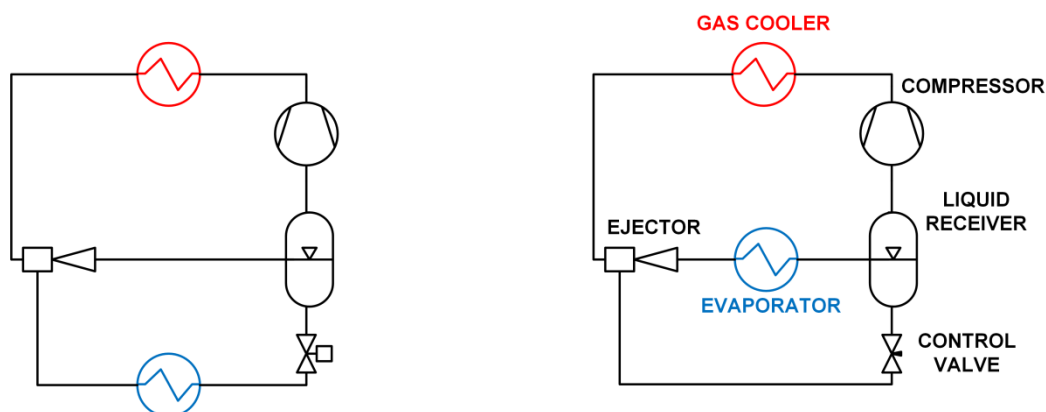 GAS COOLER
COMPRESSOR
LIQUID
RECEIVER
EJECTOR
EVAPORATOR
CONTROL
VALVE